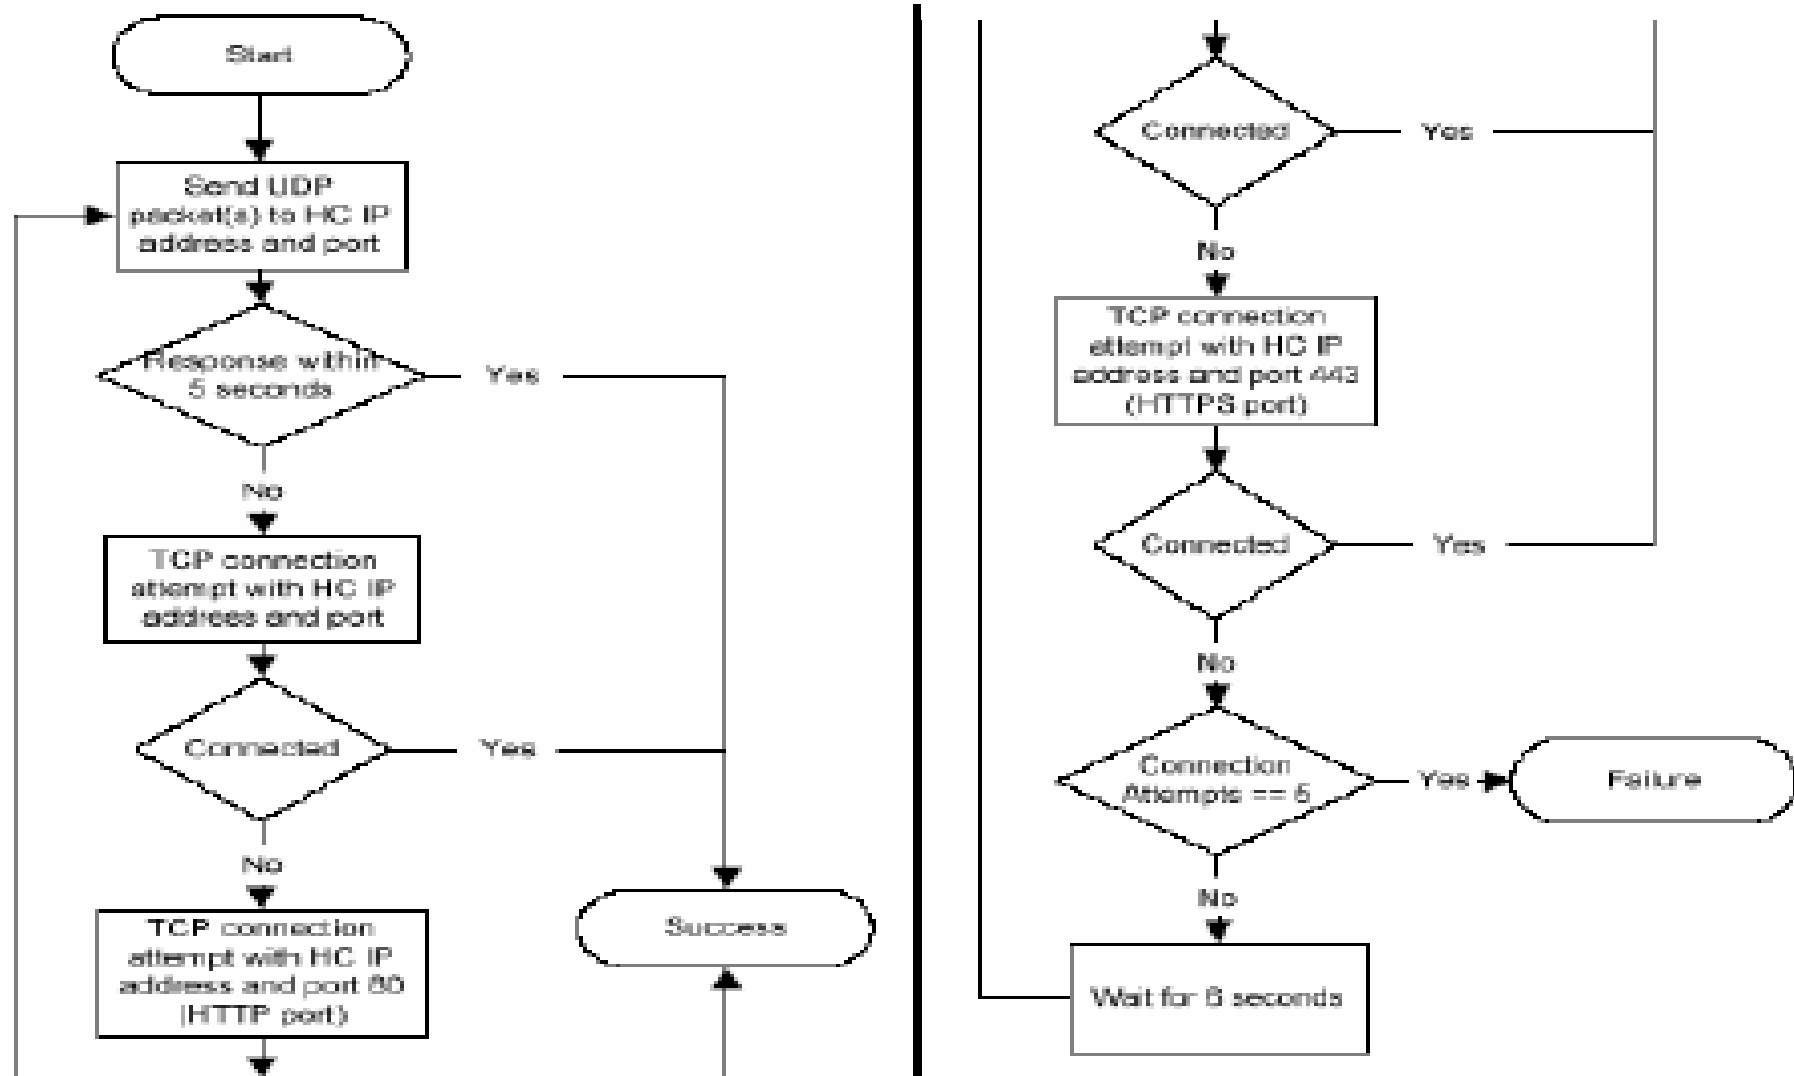 Start
Send UDP
packet(s) to HC IP
address and port
Response within
5 seconds
Yes
No
TCP connection
attempt with HC IP
address and port
Connected
Yes
No
TCP connection
attempt with HC IP
address and port 80
(HTTP port)
Success
Connected
Yes
No
TCP connection
attempt with HC IP
address and port 443
(HTTPS port)
Connected
Yes
No
Connection
Attempts == 5
Yes
Failure
No
Wait for 6 seconds